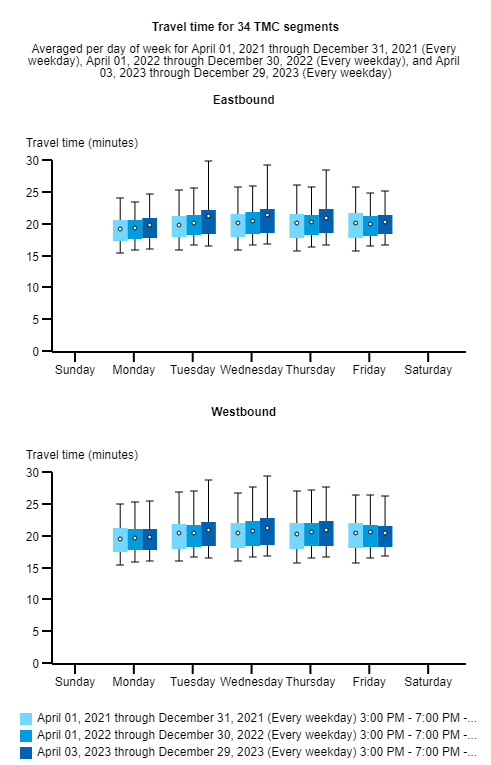 Travel time for 34 TMC segments
Averaged per day of week for April 01, 2021 through December 31, 2021 (Every
weekday), April 01, 2022 through December 30, 2022 (Every weekday), and April
03, 2023 through December 29, 2023 (Every weekday)
Eastbound
Travel time (minutes)
30
25
20
15
10
5
0
Sunday Monday Tuesday Wednesday Thursday Friday Saturday
Westbound
Travel time (minutes)
30
25
20
15
10
5
0
Sunday Monday Tuesday Wednesday Thursday Friday Saturday
April 01, 2021 through December 31, 2021 (Every weekday) 3:00 PM - 7:00 PM -...
April 01, 2022 through December 30, 2022 (Every weekday) 3:00 PM - 7:00 PM -...
April 03, 2023 through December 29, 2023 (Every weekday) 3:00 PM - 7:00 PM -...